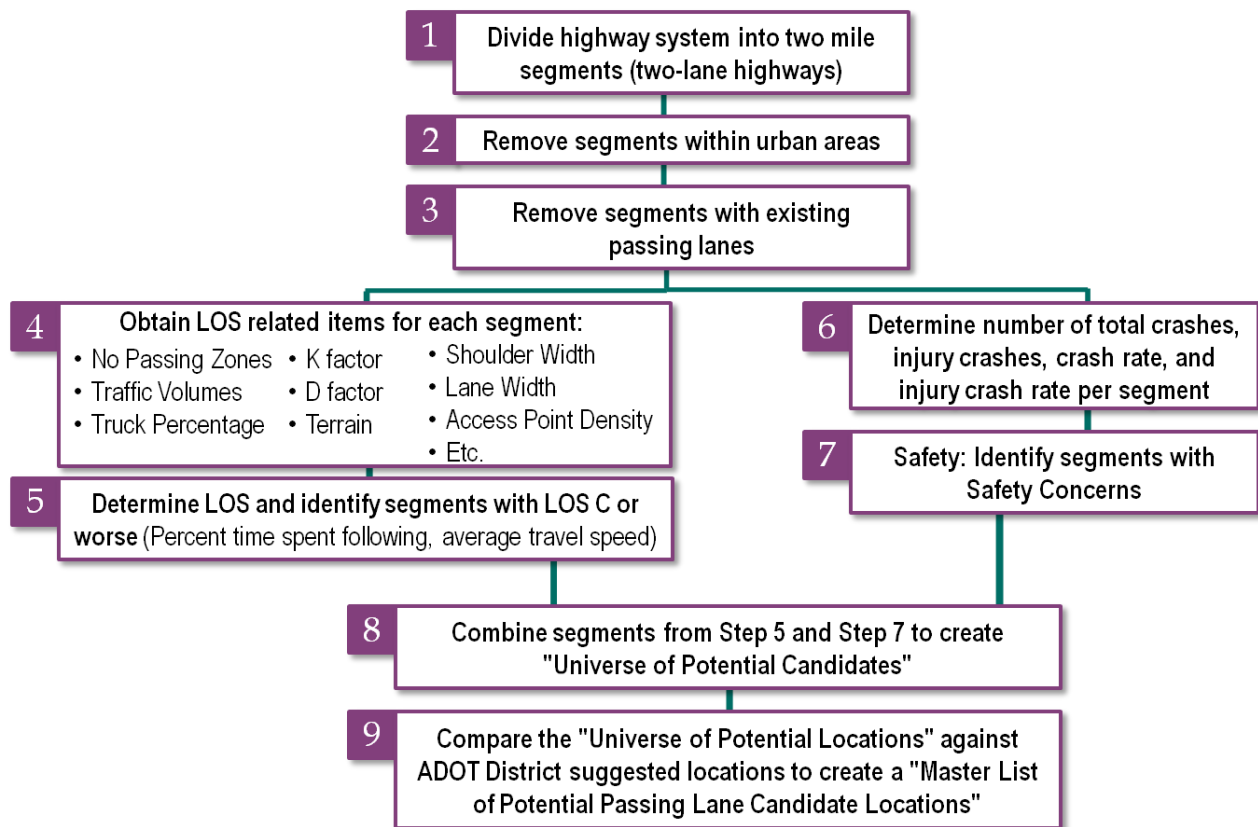 1
Divide highway system into two mile
segments (two-lane highways)
2
Remove segments within urban areas
3
Remove segments with existing
passing lanes
4
Obtain LOS related items for each segment:
• No Passing Zones
• Traffic Volumes
• Truck Percentage
• K factor
• D factor
• Terrain
• Shoulder Width
• Lane Width
• Access Point Density
• Etc.
5
Determine LOS and identify segments with LOS C or
worse (Percent time spent following, average travel speed)
6
Determine number of total crashes,
injury crashes, crash rate, and
injury crash rate per segment
7
Safety: Identify segments with
Safety Concerns
8
Combine segments from Step 5 and Step 7 to create
"Universe of Potential Candidates"
9
Compare the "Universe of Potential Locations" against
ADOT District suggested locations to create a "Master List
of Potential Passing Lane Candidate Locations"